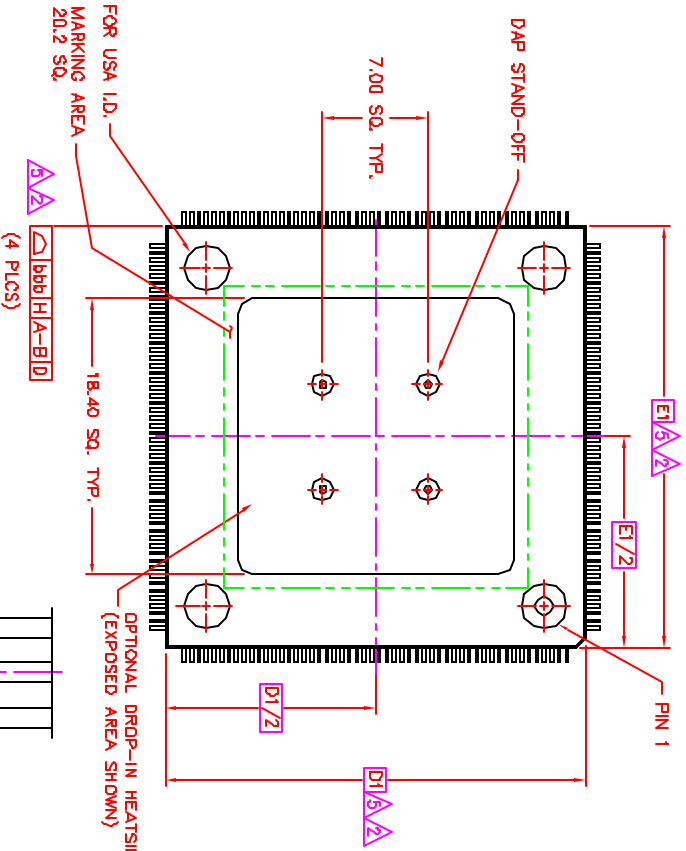 PIN 1
E1 5 2
E1/2
DAP STAND-OFF
7.00 SQ. TYP.
D1 5 2
D1/2
FOR USA I.D.
MARKING AREA
20.2 SQ.
18.40 SQ. TYP.
OPTIONAL DROP-IN HEATSI
(EXPOSED AREA SHOWN)
5 2
bbb H A-B D
(4 PLCS)